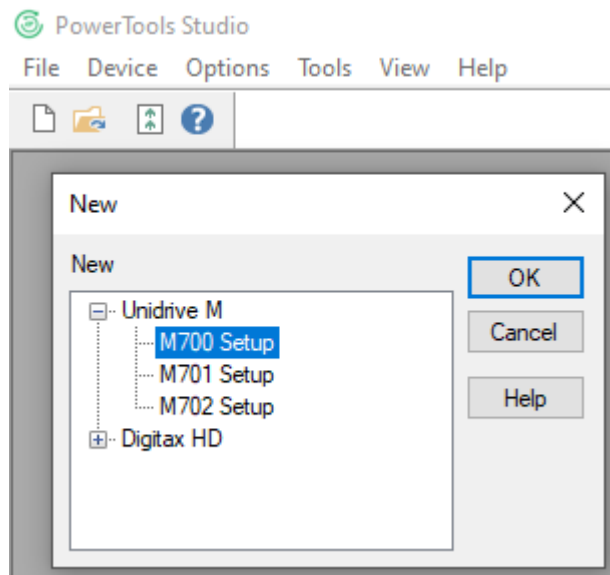 PowerTools Studio
File Device Options Tools View Help
New
New
Unidrive M
M700 Setup
M701 Setup
M702 Setup
Digitax HD
OK
Cancel
Help